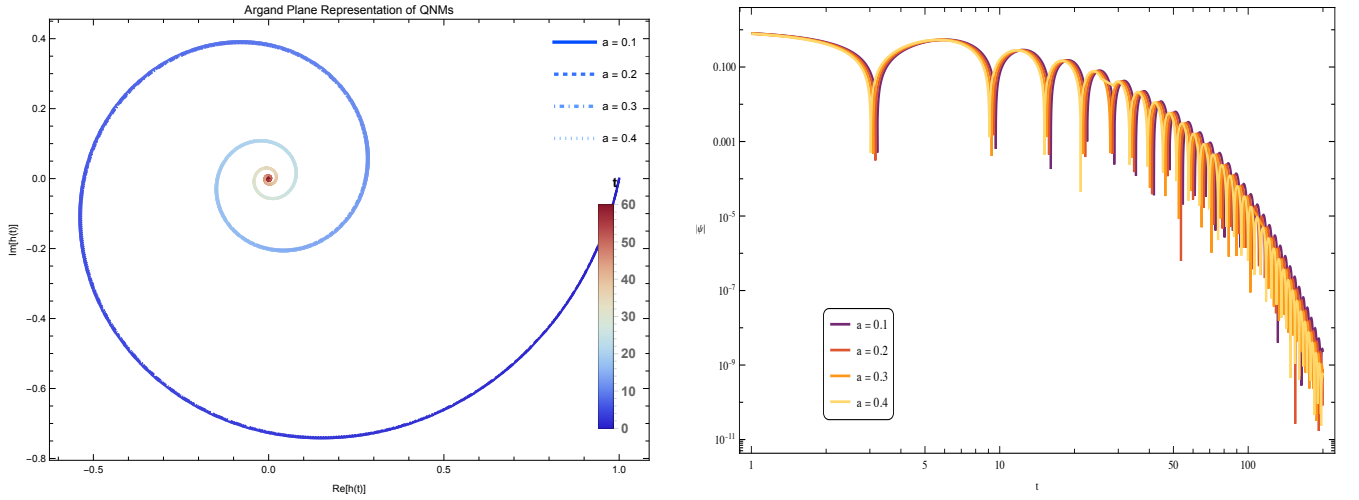 Argand Plane Representation of QNMs
0.4
0.2
0.0
−0.2
−0.4
−0.6
−0.8
Im[h(t)]
−0.5
0.0
0.5
1.0
Re[h(t)]
a = 0.1
a = 0.2
a = 0.3
a = 0.4
t
60
50
40
30
20
10
0
0.100
0.001
10^-5
10^-7
10^-9
10^-11
|ψ|
a = 0.1
a = 0.2
a = 0.3
a = 0.4
1
5
10
50
100
t